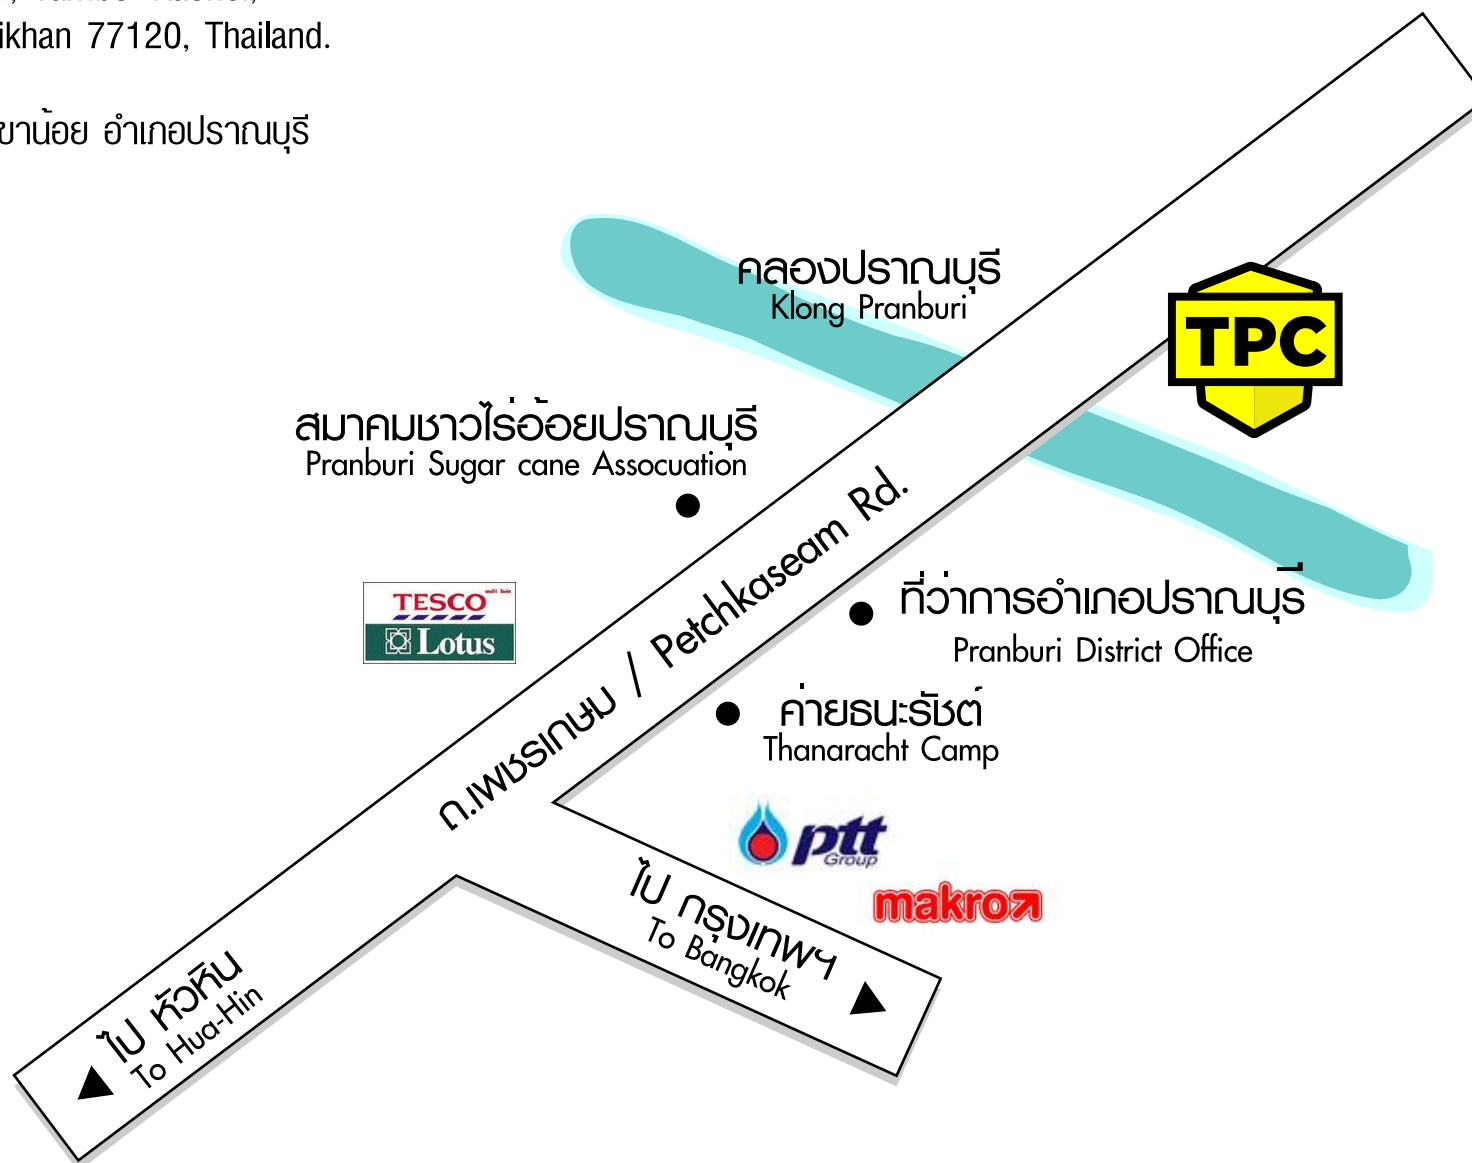 ikhan 77120, Thailand.
ขาน้อย อำเภอปราณบุรี
คลองปราณบุรี
Klong Pranburi
TPC
สมาคมชาวไร่อ้อยปราณบุรี
Pranburi Sugar cane Assocuation
ถ.เพชรเกษม / Petchkaseam Rd.
TESCO
Lotus
ที่ว่าการอำเภอปราณบุรี
Pranburi District Office
ค่ายธนะรัชต์
Thanaracht Camp
ptt
Group
makro
ไป กรุงเทพฯ
To Bangkok
ไป หัวหิน
To Hua-Hin